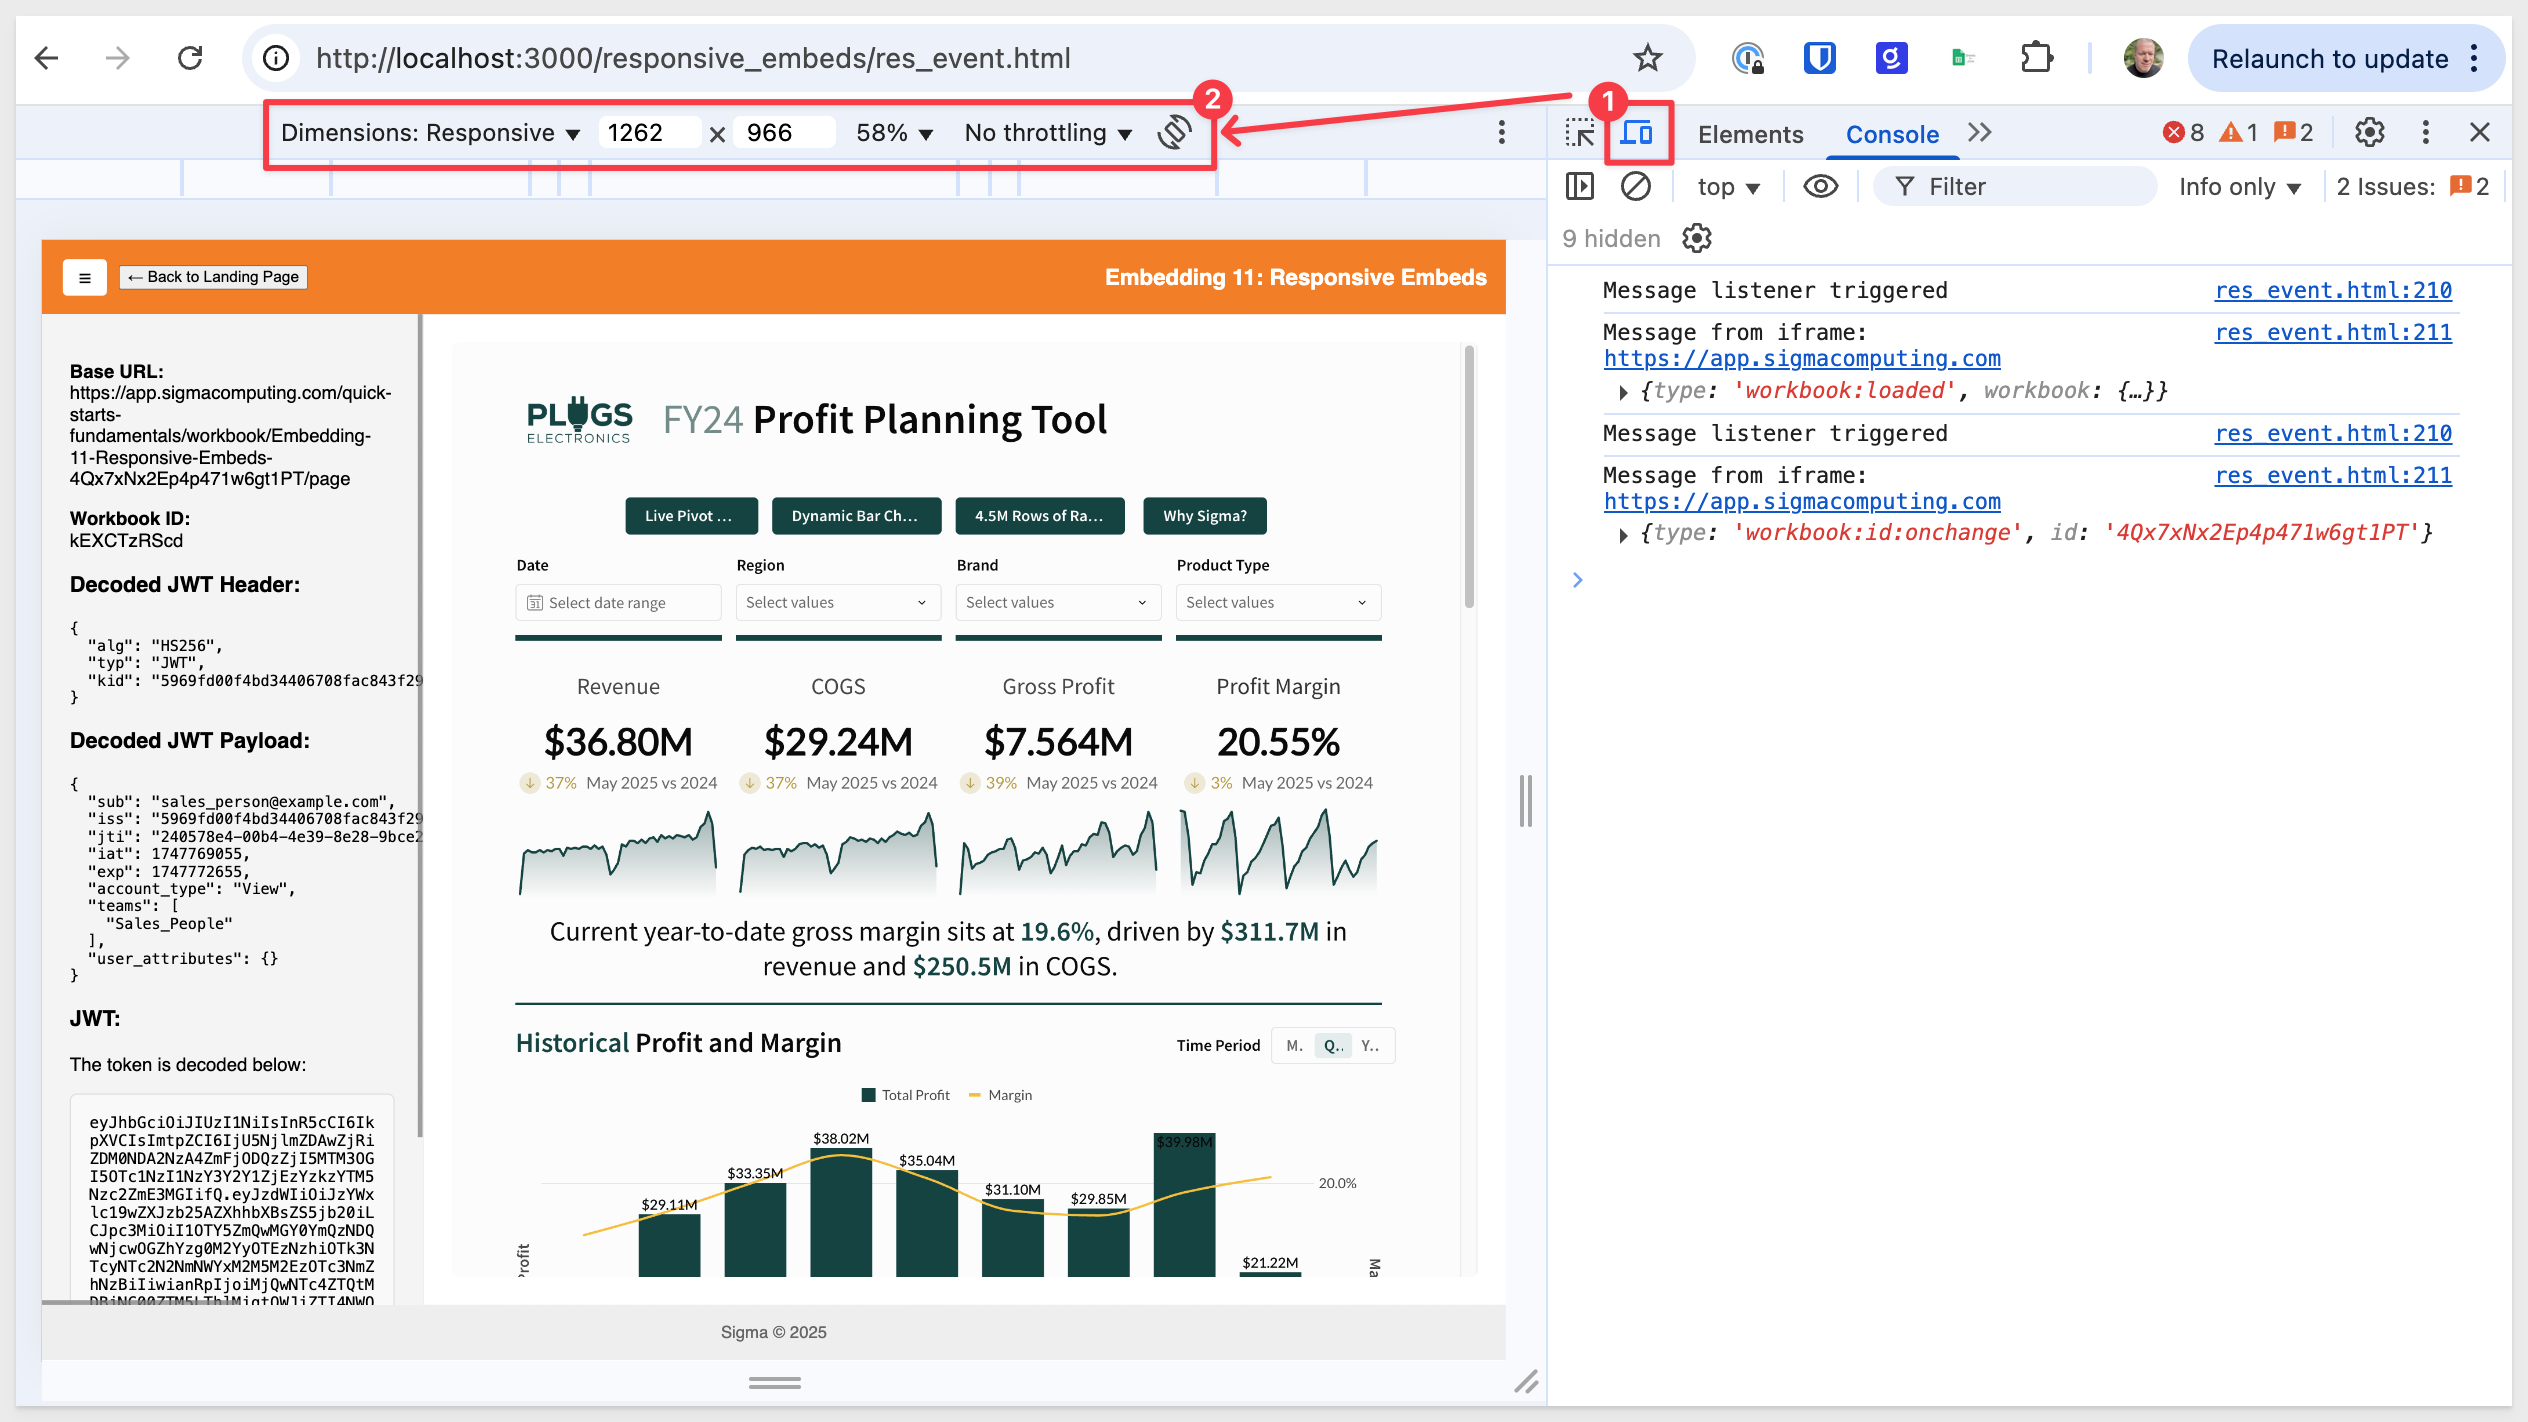 http://localhost:3000/responsive_embeds/res_event.html
Relaunch to update
2
1
Dimensions: Responsive 1262 × 966 58% No throttling
Elements Console 8 1 2
top Filter Info only 2 Issues: 2
9 hidden
← Back to Landing Page
Embedding 11: Responsive Embeds
Base URL:
https://app.sigmacomputing.com/quick-
starts-
fundamentals/workbook/Embedding-
11-Responsive-Embeds-
4Qx7xNx2Ep4p471w6gt1PT/page
Workbook ID:
kEXCTzRScd
Decoded JWT Header:
{
"alg": "HS256",
"typ": "JWT",
"kid": "5969fd00f4bd34406708fac843f29
}
Decoded JWT Payload:
{
"sub": "sales_person@example.com",
"iss": "5969fd00f4bd34406708fac843f29
"jti": "240578e4-00b4-4e39-8e28-9bce2
"iat": 1747769055,
"exp": 1747772655,
"account_type": "View",
"teams": [
"Sales_People"
],
"user_attributes": {}
}
JWT:
The token is decoded below:
eyJhbGciOiJIUzI1NiIsInR5cCI6Ik
pXVCIsImtpZCI6IjU5NjlmZDAwZjRi
ZDM0NDA2NzA4ZmFjODQzZjI5MTM3OG
I5OTc1NzI1NzY3Y2Y1ZjEzYzkzYTM5
Nzc2ZmE3MGIifQ.eyJzdWIiOiJzYWx
lc19wZXJzb25AZXhhbXBsZS5jb20iL
CJpc3MiOiI1OTY5ZmQwMGY0YmQzNDQ
wNjcwOGZhYzg0M2YyOTEzNzhiOTk3N
TcyNTc2N2NmNWYxM2M5M2EzOTc3NmZ
hNzBiIiwianRpIjoiMjQwNTc4ZTQtM
PLUGS
ELECTRONICS
FY24 Profit Planning Tool
Live Pivot ...
Dynamic Bar Ch...
4.5M Rows of Ra...
Why Sigma?
Date
Region
Brand
Product Type
31 Select date range
Select values
Select values
Select values
Revenue
COGS
Gross Profit
Profit Margin
$36.80M
$29.24M
$7.564M
20.55%
37% May 2025 vs 2024
37% May 2025 vs 2024
39% May 2025 vs 2024
3% May 2025 vs 2024
Current year-to-date gross margin sits at 19.6%, driven by $311.7M in
revenue and $250.5M in COGS.
Historical Profit and Margin
Time Period
M. Q.. Y..
Total Profit Margin
$29.11M
$33.35M
$38.02M
$35.04M
$31.10M
$29.85M
$39.98M
$21.22M
20.0%
Profit
Ma
Sigma © 2025
Message listener triggered res_event.html:210
Message from iframe: res_event.html:211
https://app.sigmacomputing.com
{type: 'workbook:loaded', workbook: {…}}
Message listener triggered res_event.html:210
Message from iframe: res_event.html:211
https://app.sigmacomputing.com
{type: 'workbook:id:onchange', id: '4Qx7xNx2Ep4p471w6gt1PT'}